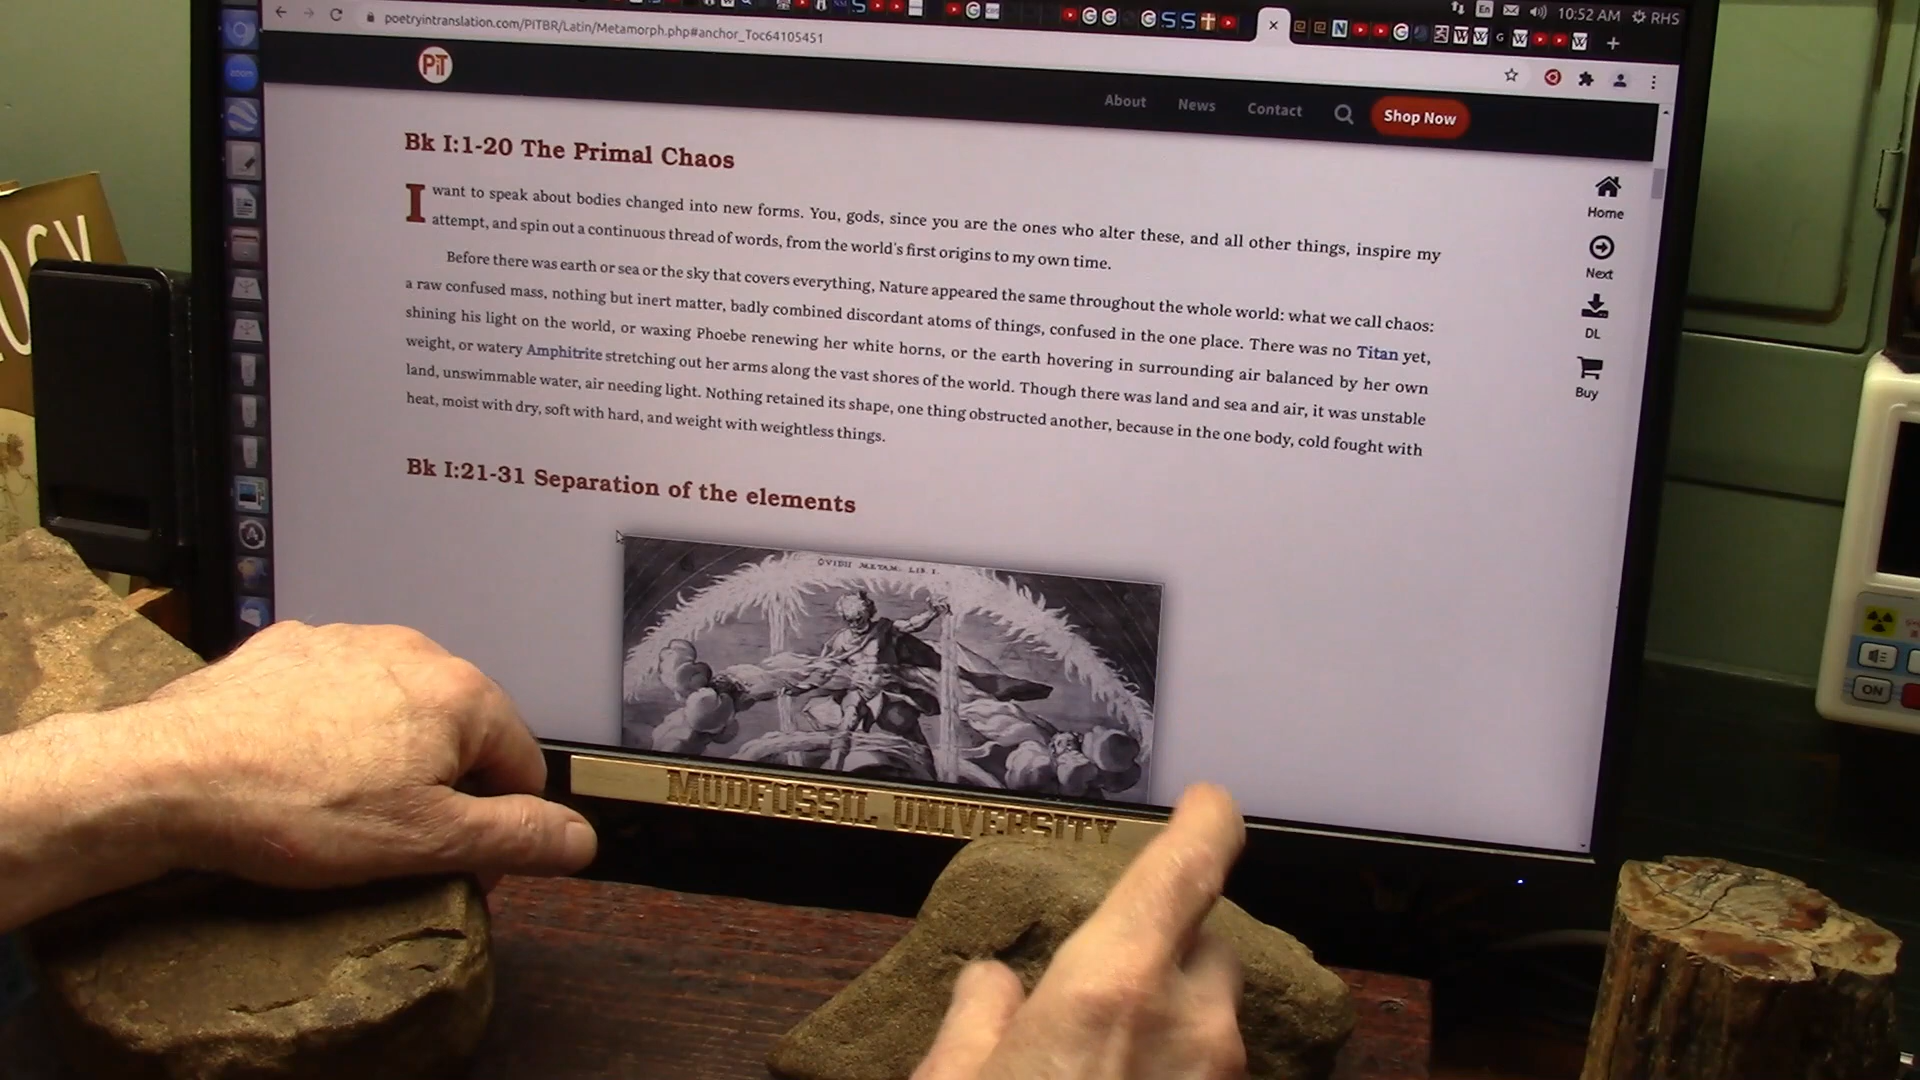 10:52 AM RHS
En
poetryintranslation.com/PITBR/Latin/Metamorph.php#anchor_Toc64105451
PiT
About News Contact Shop Now
zoom
Bk I:1-20 The Primal Chaos
I want to speak about bodies changed into new forms. You, gods, since you are the ones who alter these, and all other things, inspire my
attempt, and spin out a continuous thread of words, from the world's first origins to my own time.
Before there was earth or sea or the sky that covers everything, Nature appeared the same throughout the whole world: what we call chaos:
a raw confused mass, nothing but inert matter, badly combined discordant atoms of things, confused in the one place. There was no Titan yet,
shining his light on the world, or waxing Phoebe renewing her white horns, or the earth hovering in surrounding air balanced by her own
weight, or watery Amphitrite stretching out her arms along the vast shores of the world. Though there was land and sea and air, it was unstable
land, unswimmable water, air needing light. Nothing retained its shape, one thing obstructed another, because in the one body, cold fought with
heat, moist with dry, soft with hard, and weight with weightless things.
Home
Next
DL
Buy
Bk I:21-31 Separation of the elements
OVIDII METAM. LIB. I.
MUDFOSSIL UNIVERSITY
ON